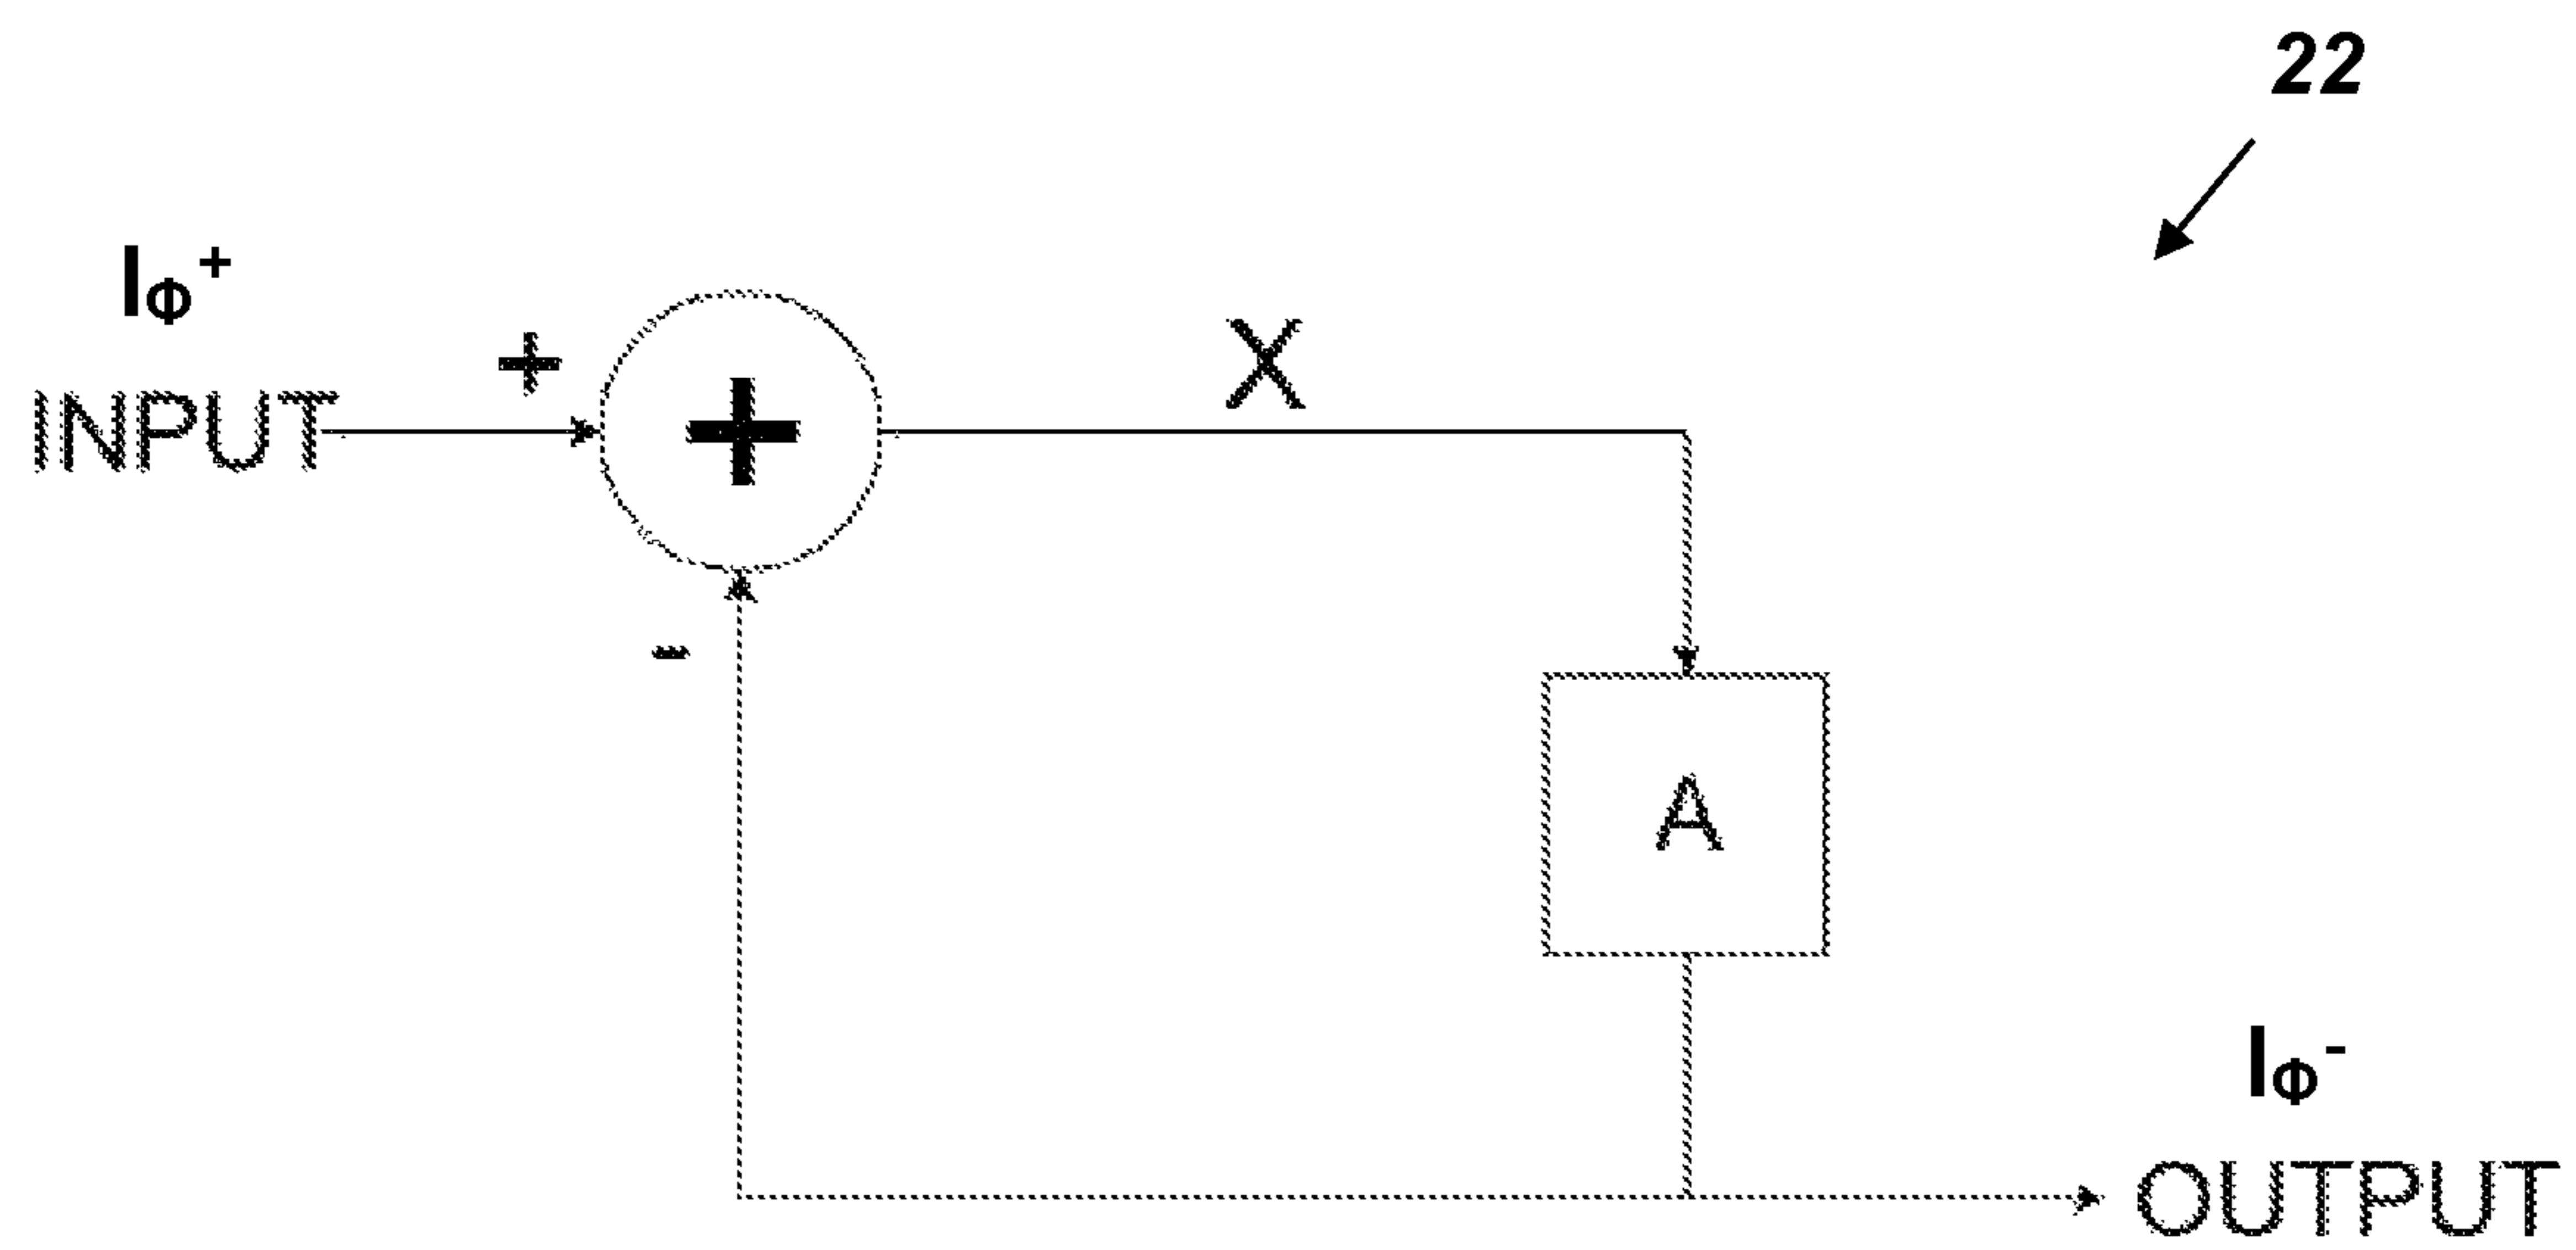 22
IΦ+
INPUT
+
+
X
-
A
IΦ-
OUTPUT